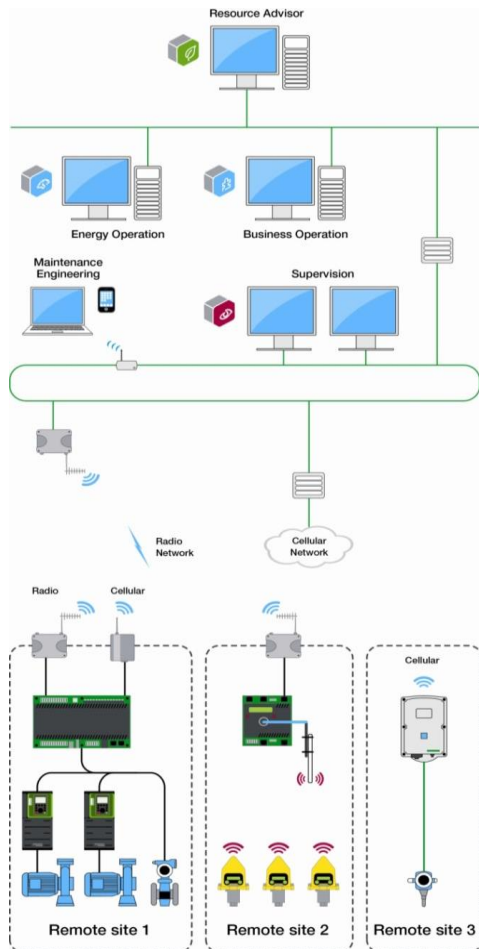 Resource Advisor
Energy Operation
Business Operation
Maintenance
Engineering
Supervision
Radio
Network
Cellular
Network
Radio
Cellular
Cellular
Remote site 1
Remote site 2
Remote site 3